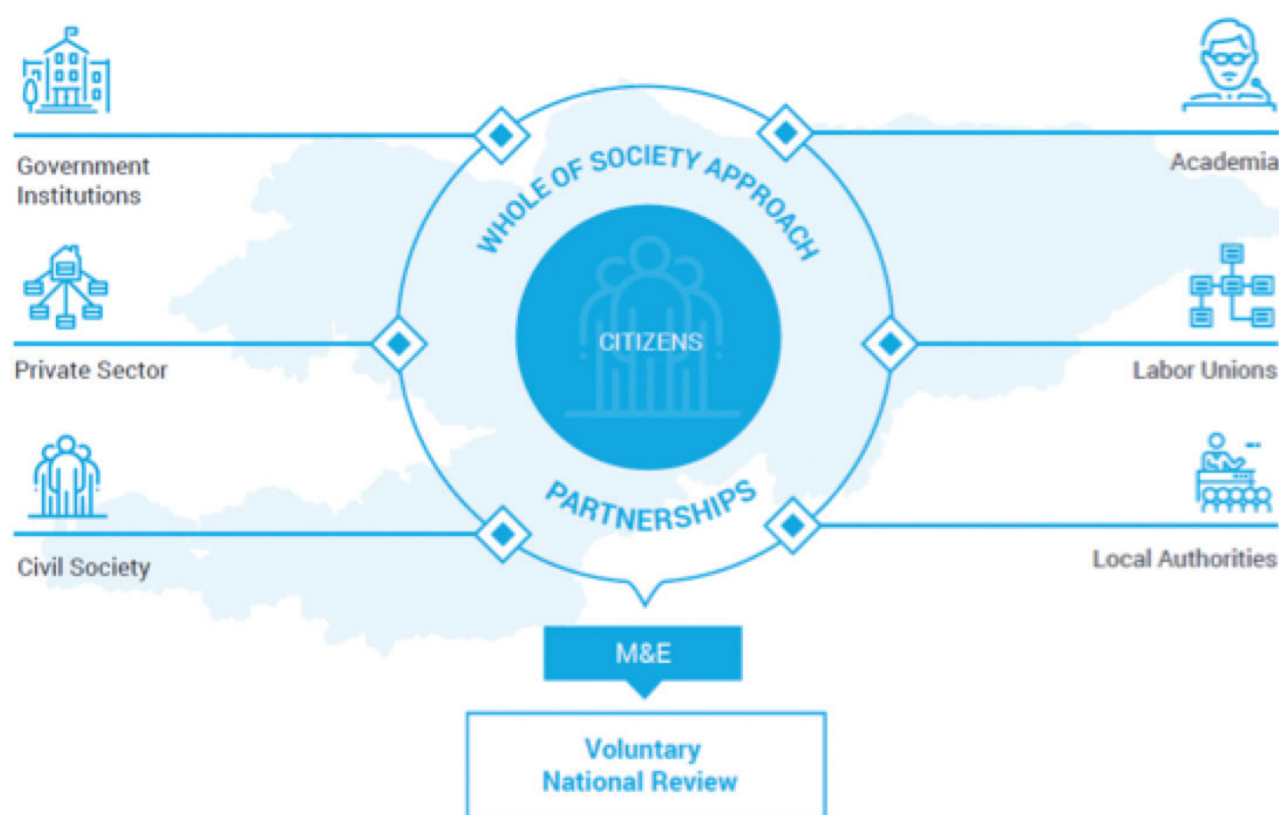 Government
Institutions
Academia
WHOLE OF SOCIETY APPROACH
CITIZENS
Private Sector
Labor Unions
PARTNERSHIPS
Civil Society
Local Authorities
M&E
Voluntary
National Review